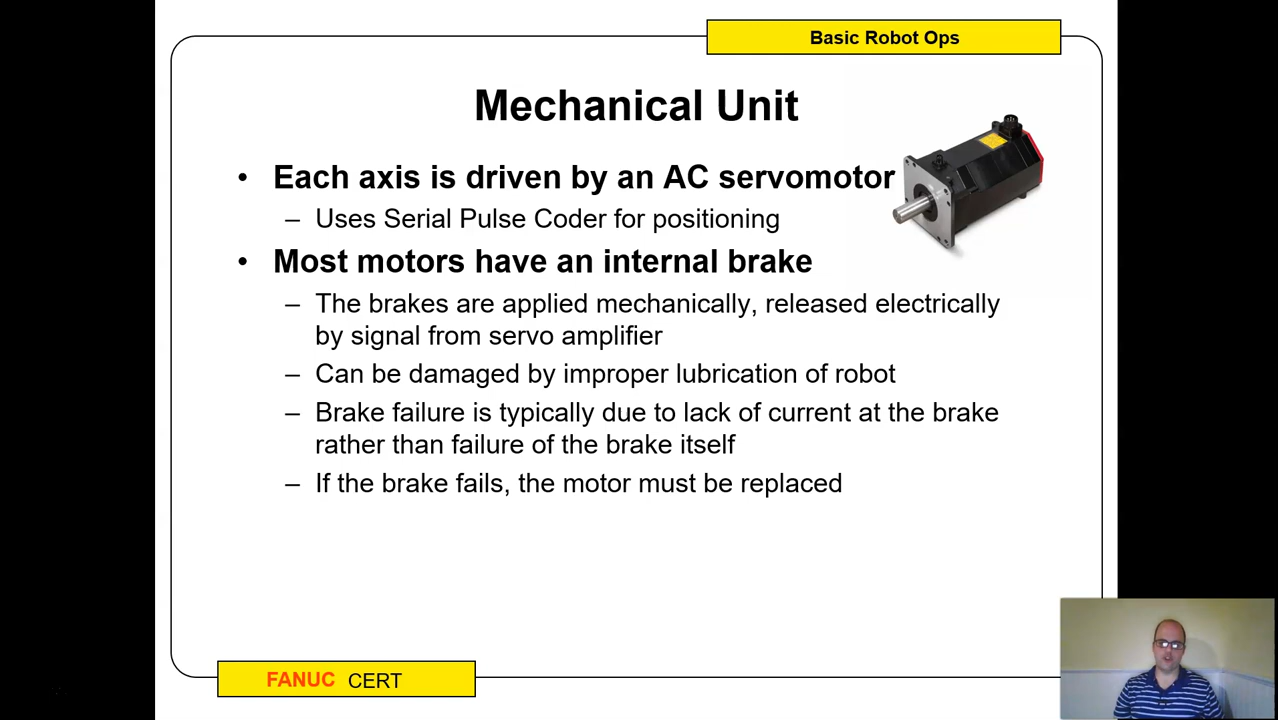 Basic Robot Ops
Mechanical Unit
• Each axis is driven by an AC servomotor
– Uses Serial Pulse Coder for positioning
• Most motors have an internal brake
– The brakes are applied mechanically, released electrically
by signal from servo amplifier
– Can be damaged by improper lubrication of robot
– Brake failure is typically due to lack of current at the brake
rather than failure of the brake itself
– If the brake fails, the motor must be replaced
FANUC CERT